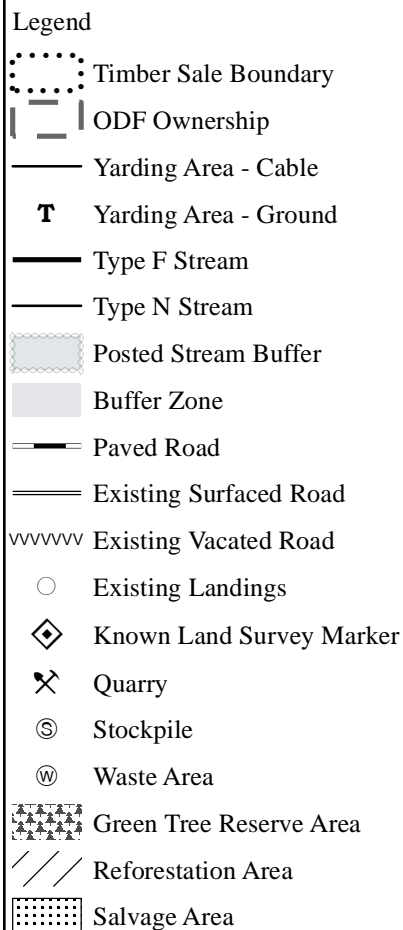 Legend
Timber Sale Boundary
ODF Ownership
Yarding Area - Cable
T Yarding Area - Ground
Type F Stream
Type N Stream
Posted Stream Buffer
Buffer Zone
Paved Road
Existing Surfaced Road
vvvvvvv Existing Vacated Road
Existing Landings
Known Land Survey Marker
Quarry
Ⓢ Stockpile
Ⓦ Waste Area
Green Tree Reserve Area
Reforestation Area
Salvage Area